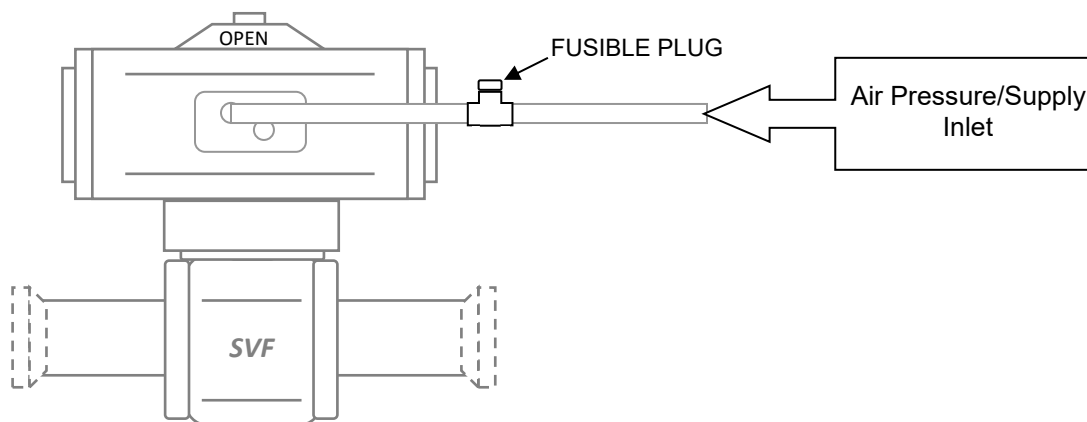 OPEN
FUSIBLE PLUG
Air Pressure/Supply
Inlet
SVF